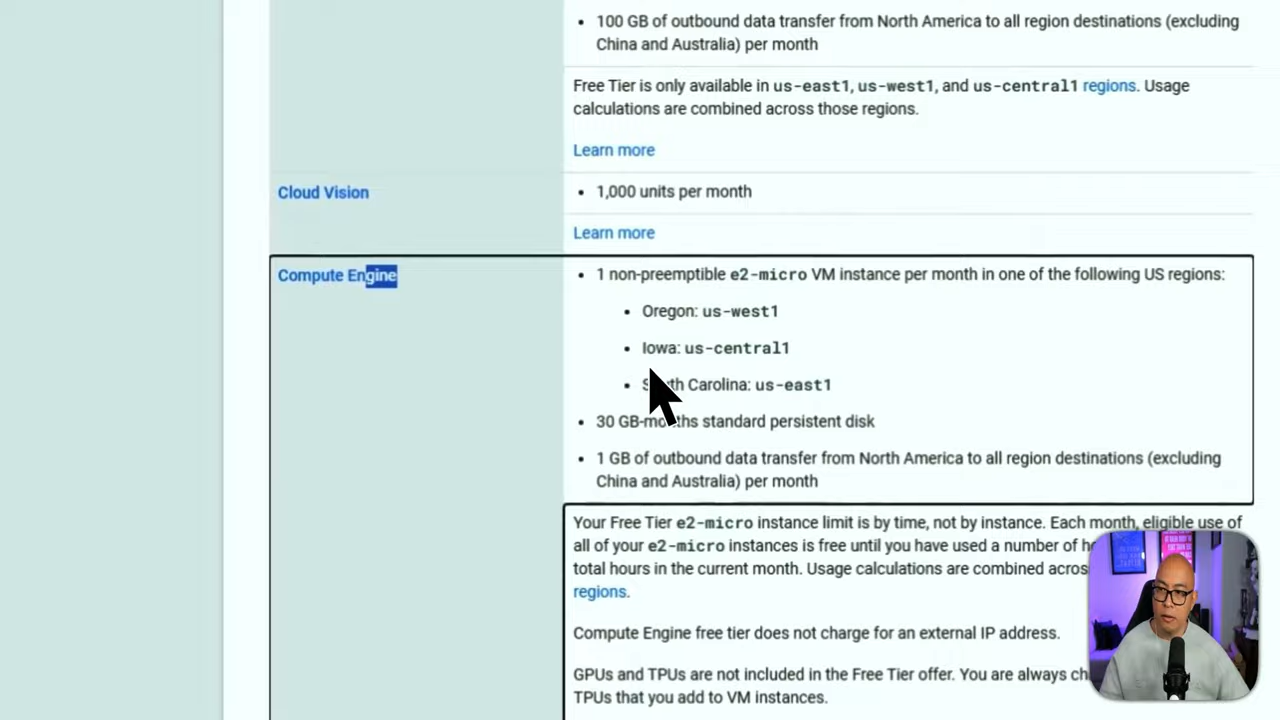 100 GB of outbound data transfer from North America to all region destinations (excluding
China and Australia) per month
Free Tier is only available in us-east1, us-west1, and us-central1 regions. Usage
calculations are combined across those regions.
Learn more
Cloud Vision
1,000 units per month
Learn more
Compute Engine
1 non-preemptible e2-micro VM instance per month in one of the following US regions:
Oregon: us-west1
Iowa: us-central1
South Carolina: us-east1
30 GB-months standard persistent disk
1 GB of outbound data transfer from North America to all region destinations (excluding
China and Australia) per month
Your Free Tier e2-micro instance limit is by time, not by instance. Each month, eligible use of
all of your e2-micro instances is free until you have used a number of
total hours in the current month. Usage calculations are combined
regions.
Compute Engine free tier does not charge for an external IP address.
GPUs and TPUs are not included in the Free Tier offer. You are always
TPUs that you add to VM instances.